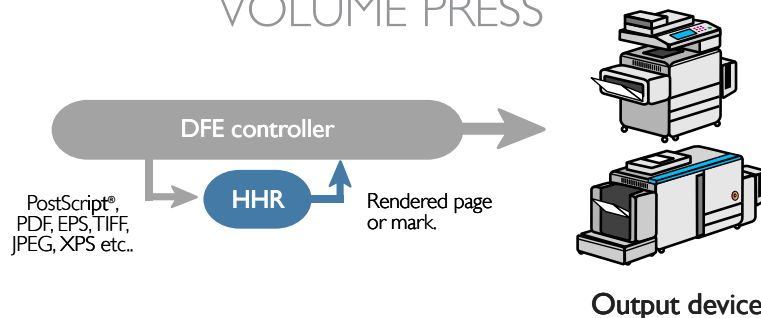 VOLUME PRESS
DFE controller
HHR
PostScript®,
PDF, EPS, TIFF,
JPEG, XPS etc..
Rendered page
or mark.
Output device